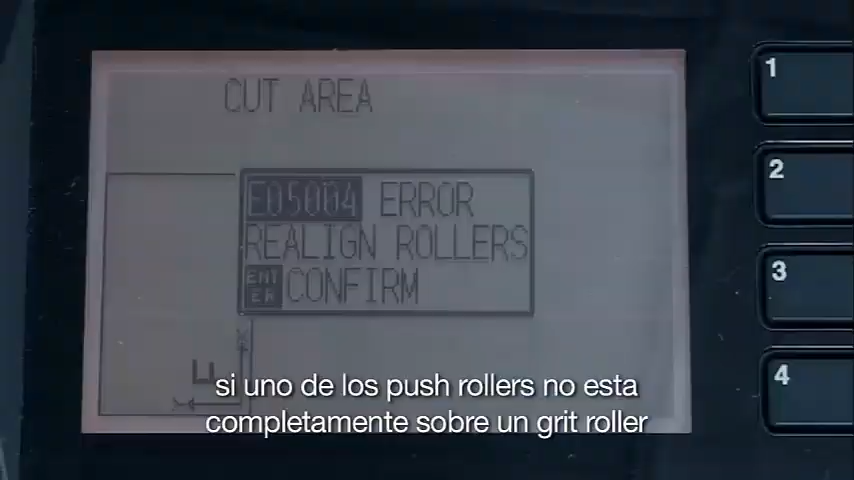 CUT AREA
E05004 ERROR
REALIGN ROLLERS
ENTER CONFIRM
1
2
3
4
si uno de los push rollers no esta
completamente sobre un grit roller